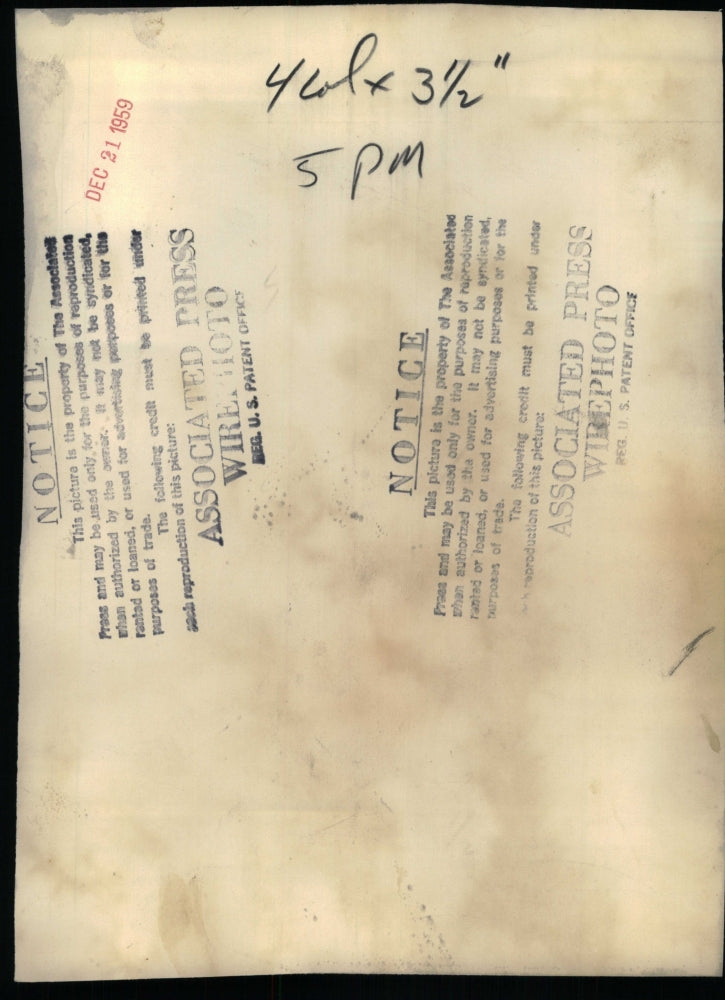 4 col x 3 1/2"
5 PM
DEC 21 1959
NOTICE
This picture is the property of The Associated
Press and may be used only for the purposes of reproduction
when authorized by the owner. It may not be syndicated,
rented or loaned, or used for advertising purposes or for the
purposes of trade.
The following credit must be printed under
each reproduction of this picture:
ASSOCIATED PRESS
WIREPHOTO
REG. U. S. PATENT OFFICE
NOTICE
This picture is the property of The Associated
Press and may be used only for the purposes of reproduction
when authorized by the owner. It may not be syndicated,
rented or loaned, or used for advertising purposes or for the
purposes of trade.
The following credit must be printed under
each reproduction of this picture:
ASSOCIATED PRESS
WIREPHOTO
REG. U. S. PATENT OFFICE